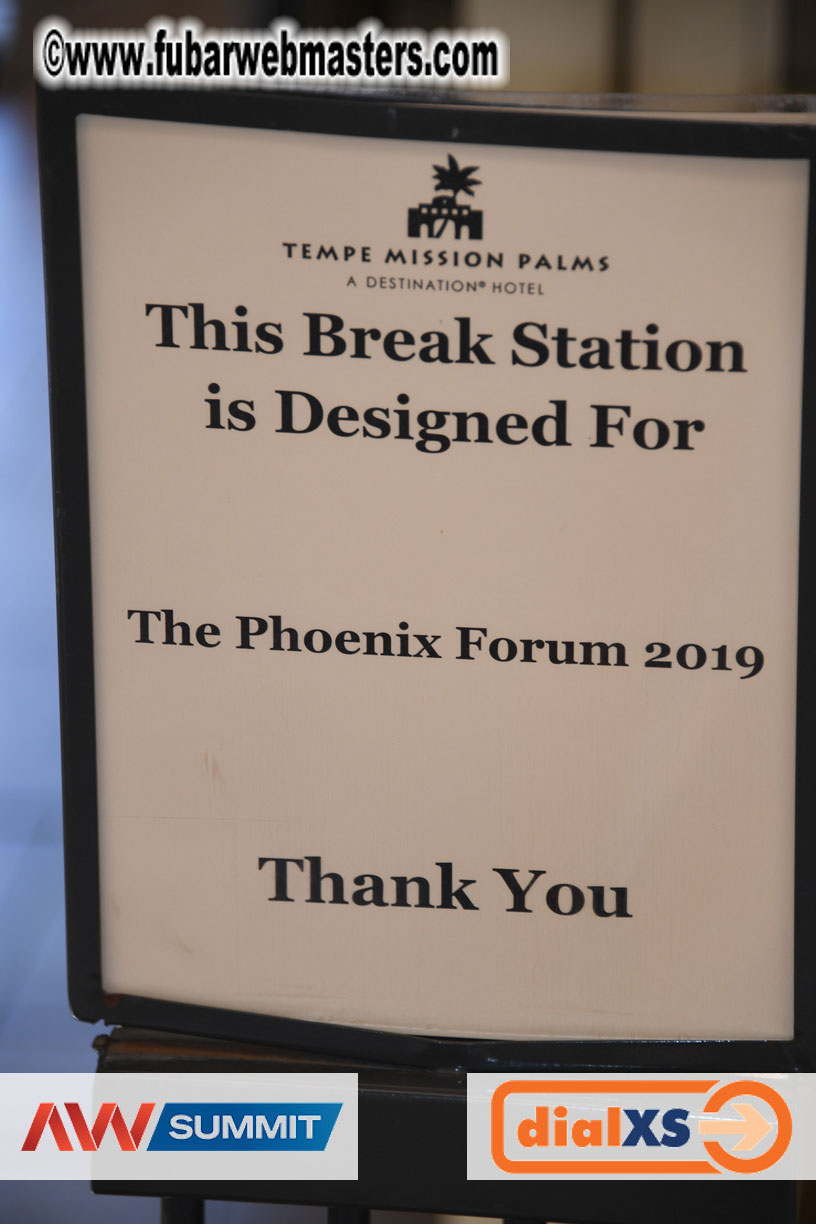 ©www.fubarwebmasters.com
TEMPE MISSION PALMS
A DESTINATION® HOTEL
This Break Station
is Designed For
The Phoenix Forum 2019
Thank You
AW SUMMIT
dialXS